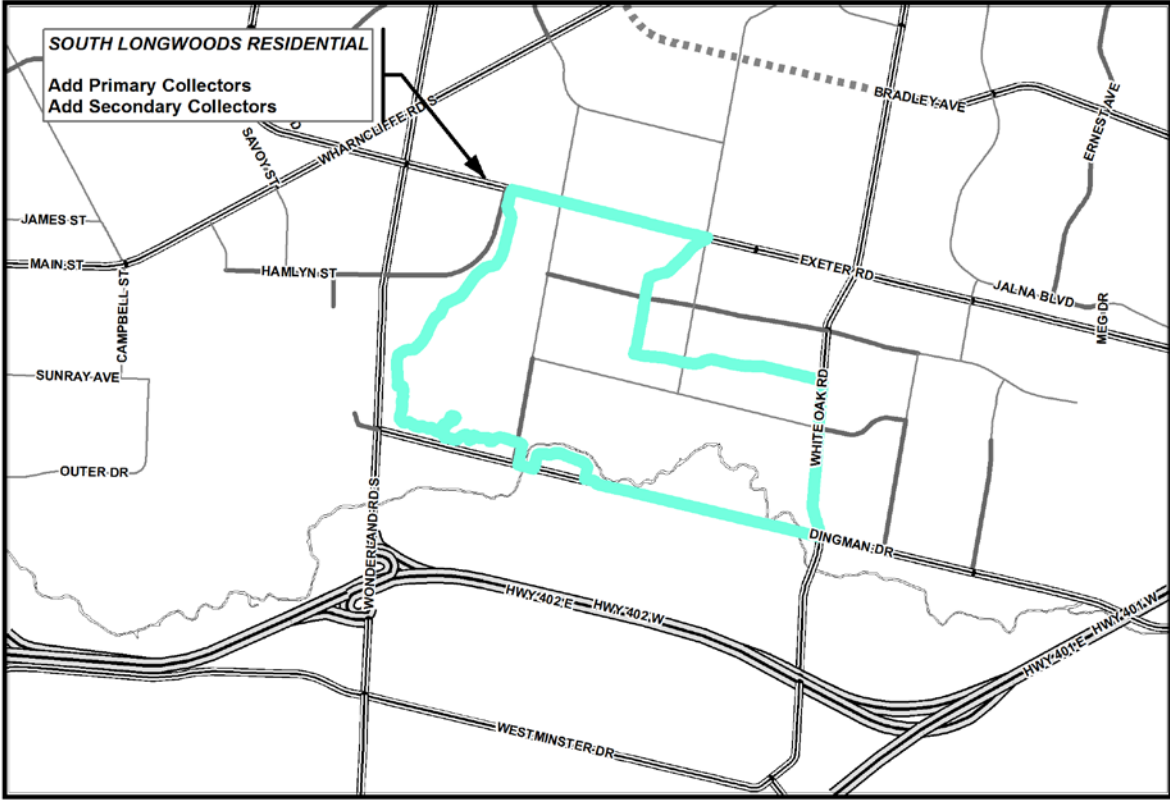 SOUTH LONGWOODS RESIDENTIAL
Add Primary Collectors
Add Secondary Collectors
BRADLEY AVE
ERNEST AVE
WHARNCLIFFE RD S
SAVOY ST
JAMES ST
MAIN ST
HAMLYN ST
EXETER RD
JALNA BLVD
MEG DR
CAMPBELL ST
SUNRAY AVE
WHITE OAK RD
OUTER DR
WONDERLAND RD S
DINGMAN DR
HWY 402 E
HWY 402 W
HWY 401 E
HWY 401 W
WESTMINSTER DR